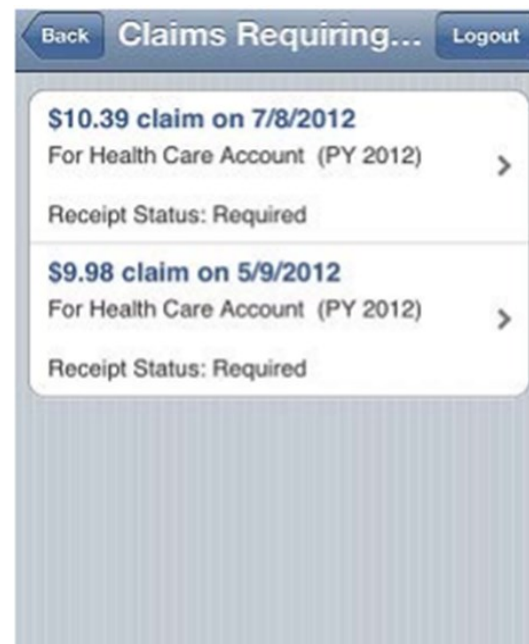 Back Claims Requiring... Logout
$10.39 claim on 7/8/2012
For Health Care Account (PY 2012)
Receipt Status: Required
$9.98 claim on 5/9/2012
For Health Care Account (PY 2012)
Receipt Status: Required